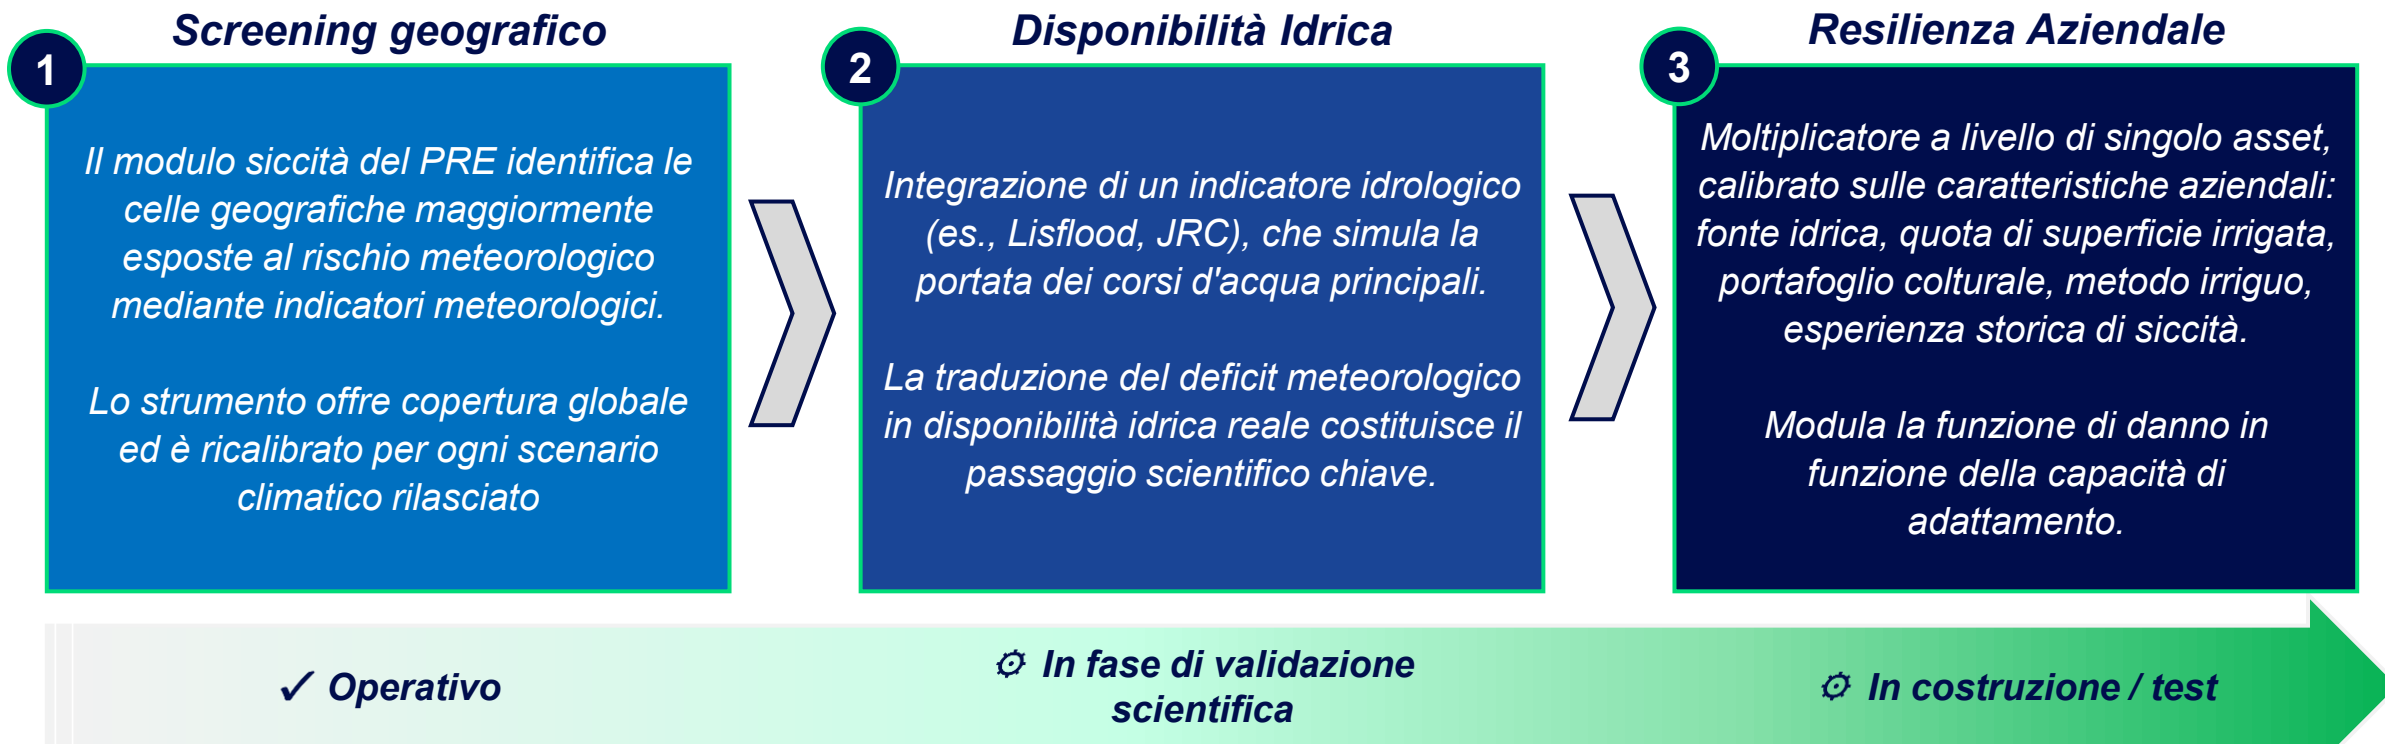 Screening geografico
1
Il modulo siccità del PRE identifica le
celle geografiche maggiormente
esposte al rischio meteorologico
mediante indicatori meteorologici.
Lo strumento offre copertura globale
ed è ricalibrato per ogni scenario
climatico rilasciato
Disponibilità Idrica
2
Integrazione di un indicatore idrologico
(es., Lisflood, JRC), che simula la
portata dei corsi d'acqua principali.
La traduzione del deficit meteorologico
in disponibilità idrica reale costituisce il
passaggio scientifico chiave.
Resilienza Aziendale
3
Moltiplicatore a livello di singolo asset,
calibrato sulle caratteristiche aziendali:
fonte idrica, quota di superficie irrigata,
portafoglio colturale, metodo irriguo,
esperienza storica di siccità.
Modula la funzione di danno in
funzione della capacità di
adattamento.
✓ Operativo
⚙ In fase di validazione
scientifica
⚙ In costruzione / test